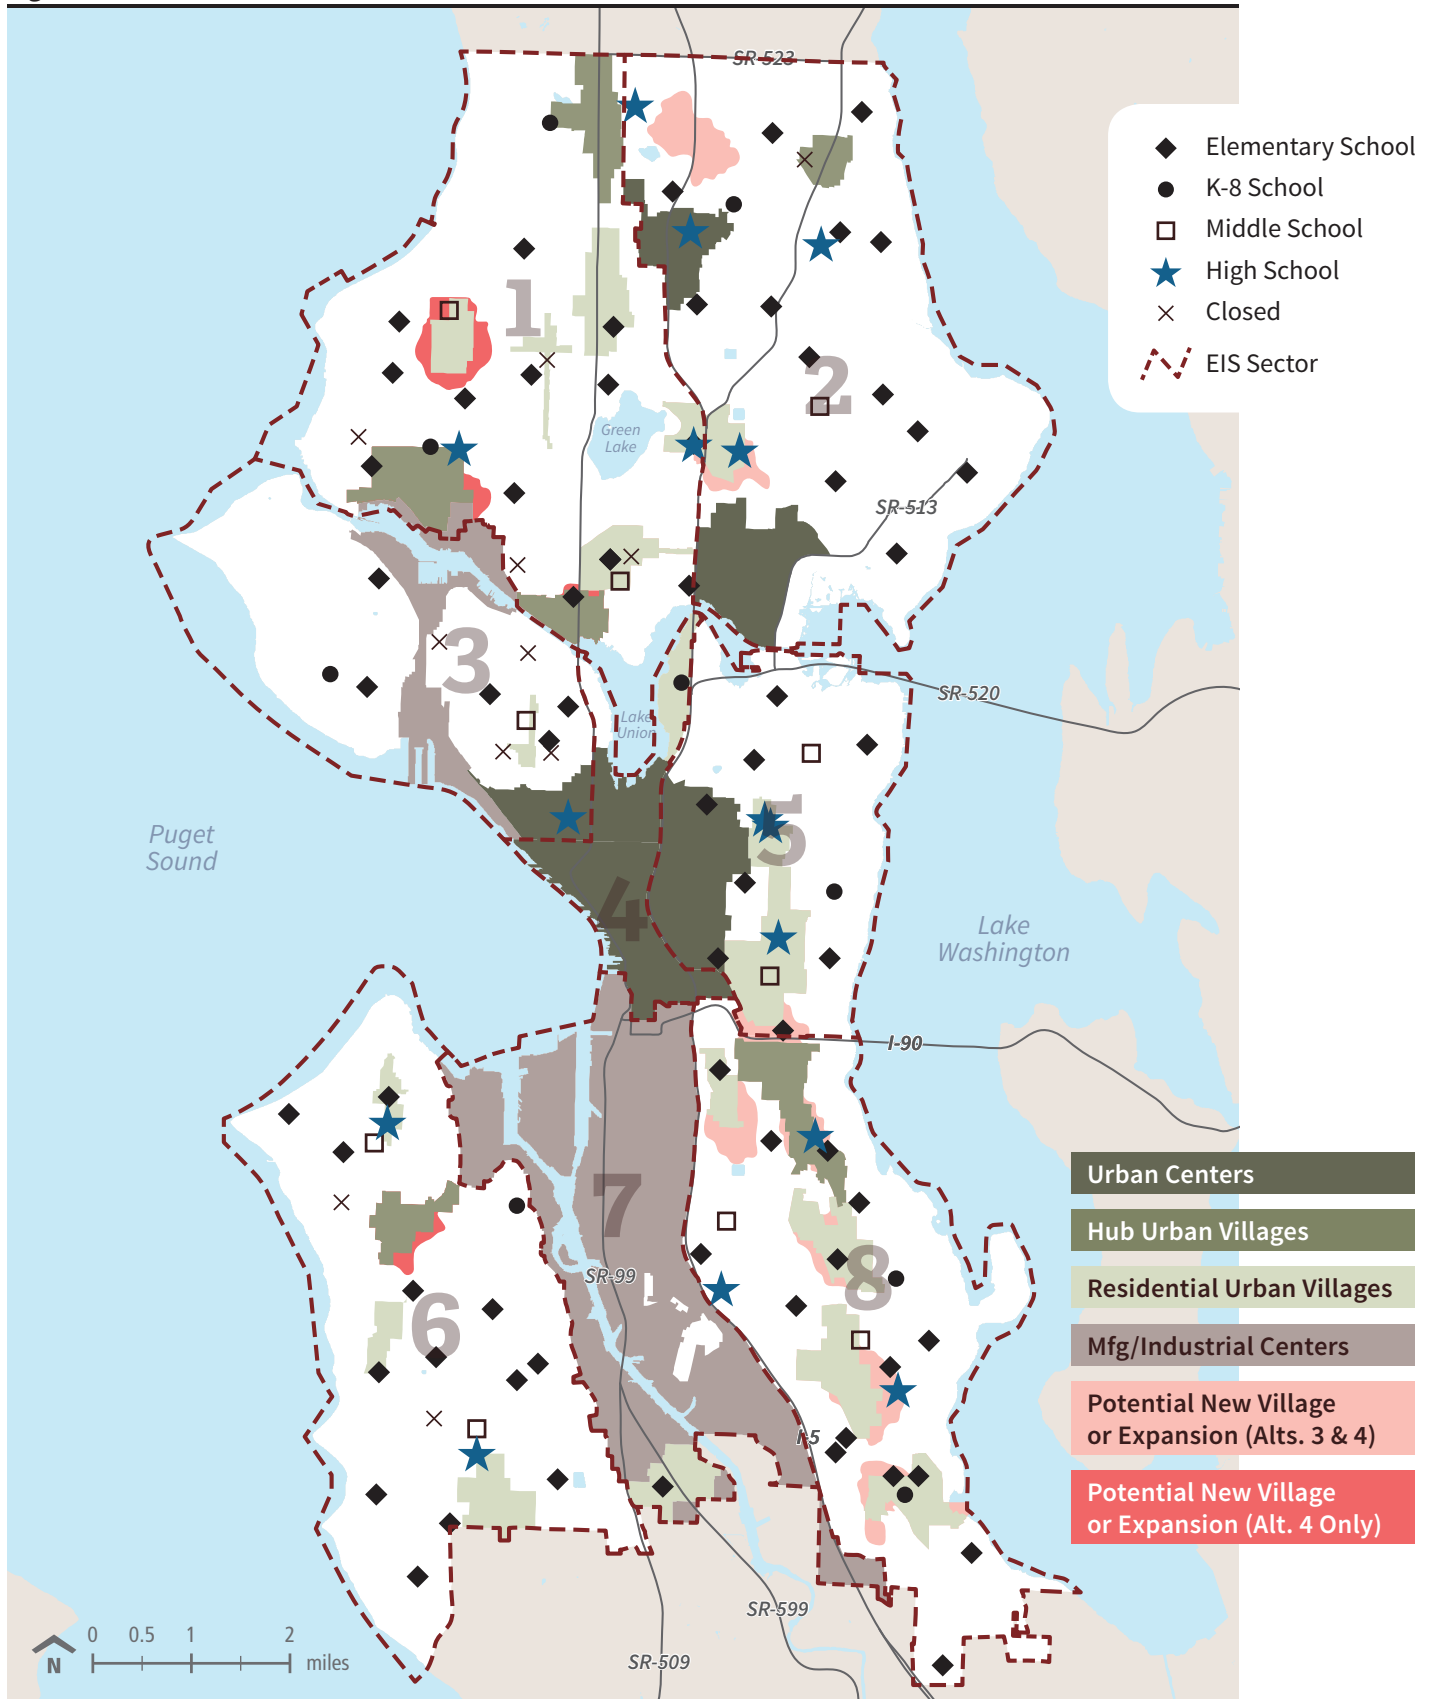 SR-523
Elementary School
K-8 School
Middle School
High School
Closed
EIS Sector
1
2
Green
Lake
SR-513
3
SR-520
Lake
Union
Puget
Sound
5
4
Lake
Washington
I-90
7
Urban Centers
Hub Urban Villages
SR-99
8
Residential Urban Villages
6
Mfg/Industrial Centers
Potential New Village
or Expansion (Alts. 3 & 4)
I-5
Potential New Village
or Expansion (Alt. 4 Only)
SR-599
0 0.5 1 2
N
miles
SR-509